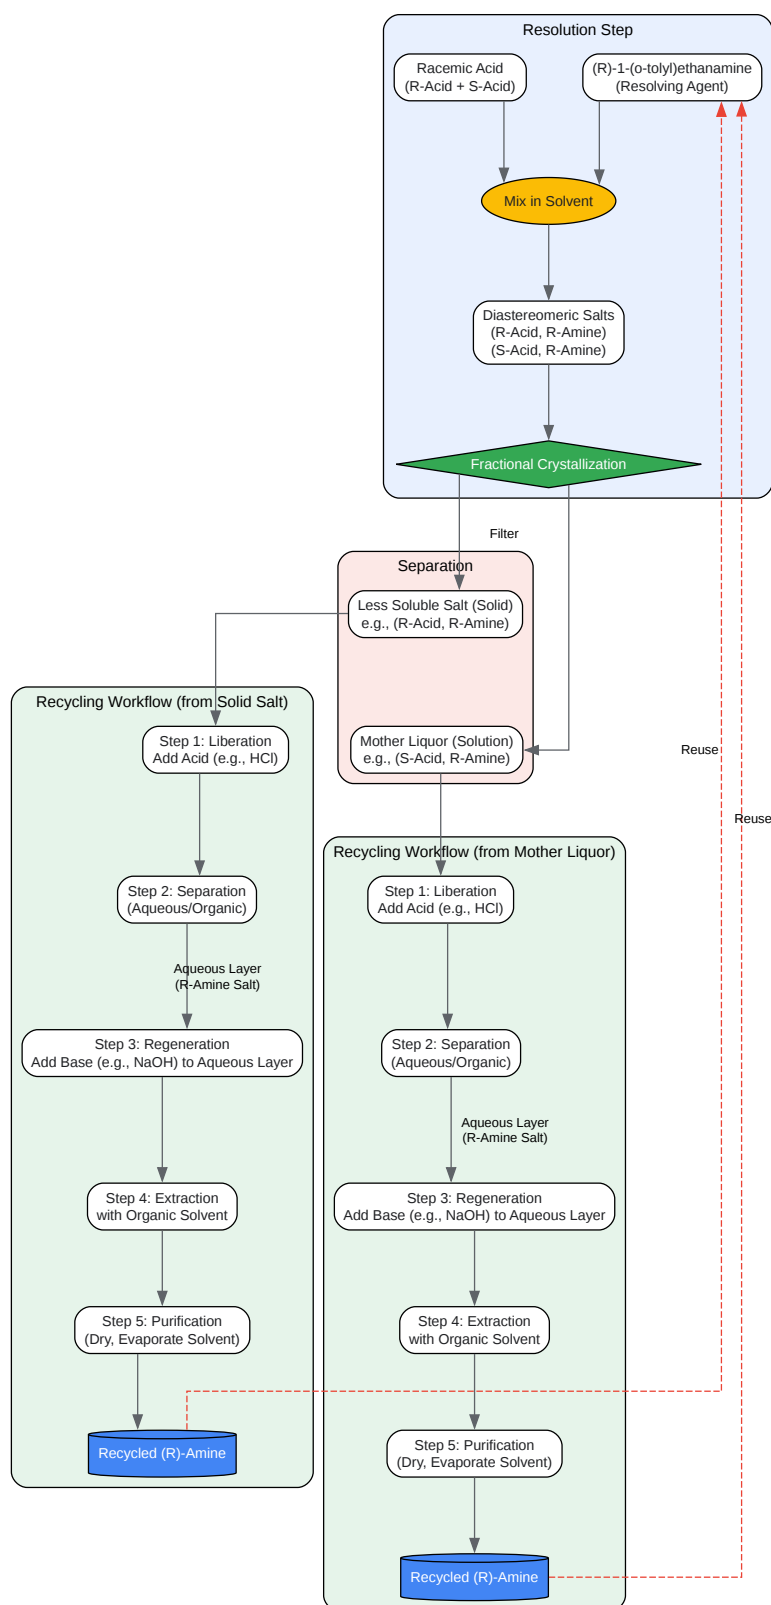 Resolution Step
Racemic Acid
(R-Acid + S-Acid)
(R)-1-(o-tolyl)ethanamine
(Resolving Agent)
Mix in Solvent
Diastereomeric Salts
(R-Acid, R-Amine)
(S-Acid, R-Amine)
Fractional Crystallization
Filter
Separation
Less Soluble Salt (Solid)
e.g., (R-Acid, R-Amine)
Mother Liquor (Solution)
e.g., (S-Acid, R-Amine)
Recycling Workflow (from Solid Salt)
Step 1: Liberation
Add Acid (e.g., HCl)
Step 2: Separation
(Aqueous/Organic)
Aqueous Layer
(R-Amine Salt)
Step 3: Regeneration
Add Base (e.g., NaOH) to Aqueous Layer
Step 4: Extraction
with Organic Solvent
Step 5: Purification
(Dry, Evaporate Solvent)
Recycled (R)-Amine
Recycling Workflow (from Mother Liquor)
Step 1: Liberation
Add Acid (e.g., HCl)
Step 2: Separation
(Aqueous/Organic)
Aqueous Layer
(R-Amine Salt)
Step 3: Regeneration
Add Base (e.g., NaOH) to Aqueous Layer
Step 4: Extraction
with Organic Solvent
Step 5: Purification
(Dry, Evaporate Solvent)
Recycled (R)-Amine
Reuse
Reuse